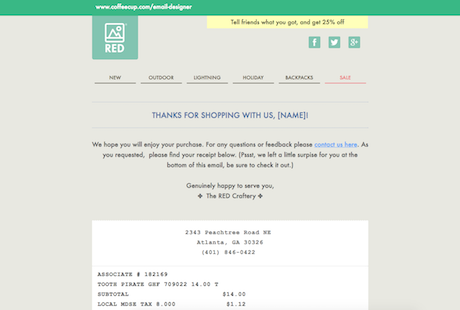 www.coffeecup.com/email-designer
Tell friends what you got, and get 25% off
RED
NEW OUTDOOR LIGHTNING HOLIDAY BACKPACKS SALE
THANKS FOR SHOPPING WITH US, [NAME]!
We hope you will enjoy your purchase. For any questions or feedback please contact us here. As
you requested, please find your receipt below. (Pssst, we left a little surpise for you at the
bottom of this email, be sure to check it out.)
Genuinely happy to serve you,
✤ The RED Craftery ✤
2343 Peachtree Road NE
Atlanta, GA 30326
(401) 846-0422
ASSOCIATE # 182169
TOOTH PIRATE GHF 709022 14.00 T
SUBTOTAL $14.00
LOCAL MDSE TAX 8.000 $1.12